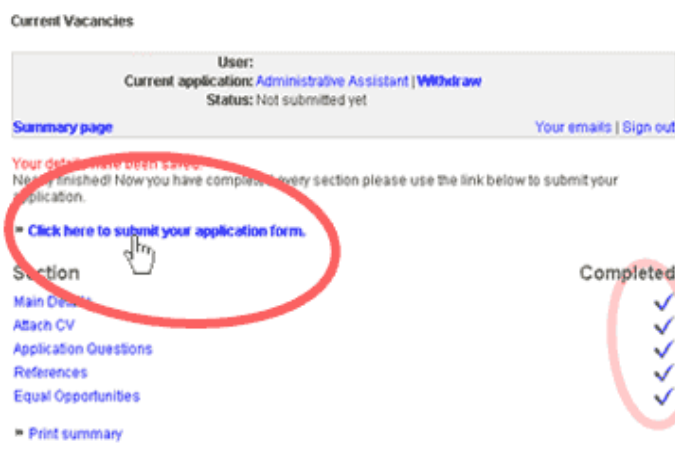 Current Vacancies
User:
Current application: Administrative Assistant | Withdraw
Status: Not submitted yet
Summary page Your emails | Sign out
Your details have been saved.
Nearly finished! Now you have completed every section please use the link below to submit your
application.
» Click here to submit your application form.
Section Completed
Main Details
Attach CV
Application Questions
References
Equal Opportunities
» Print summary